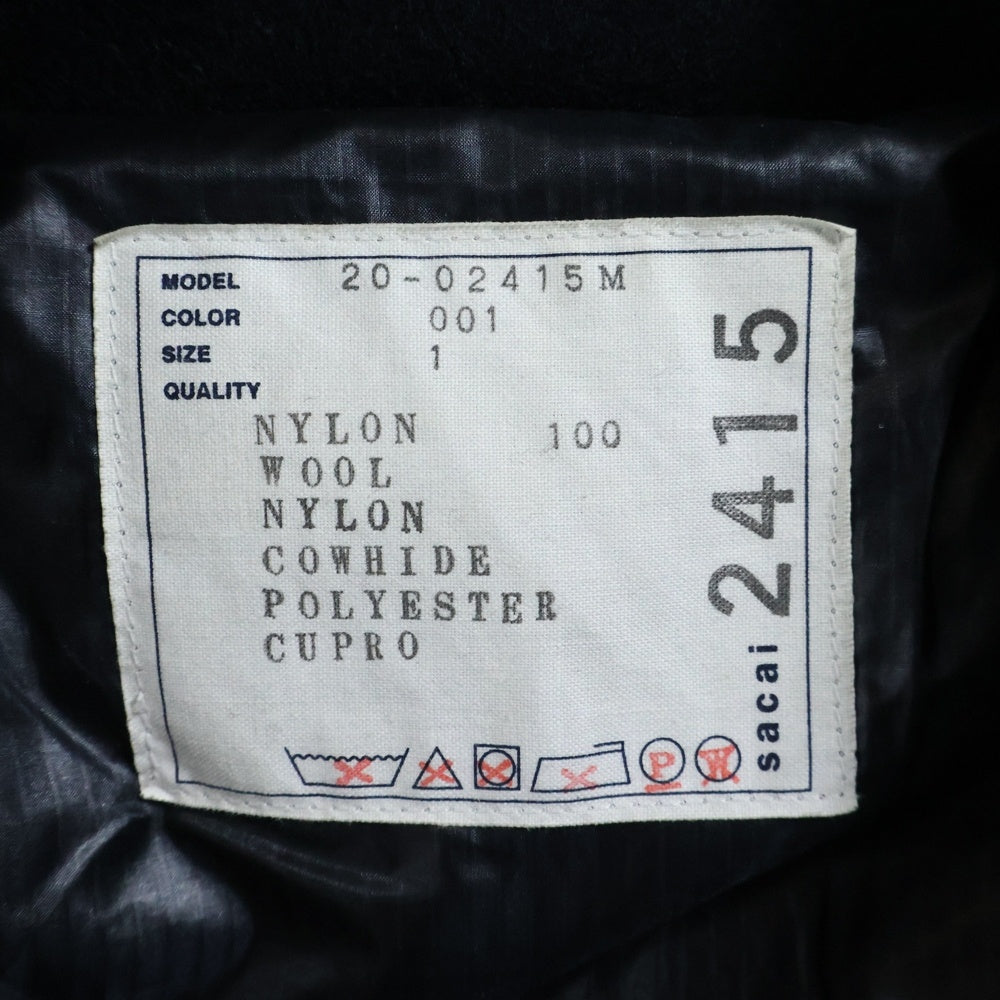 MODEL 20-02415M
COLOR 001
SIZE 1
QUALITY
NYLON 100
WOOL
NYLON
COWHIDE
POLYESTER
CUPRO
P W
sacai 2415